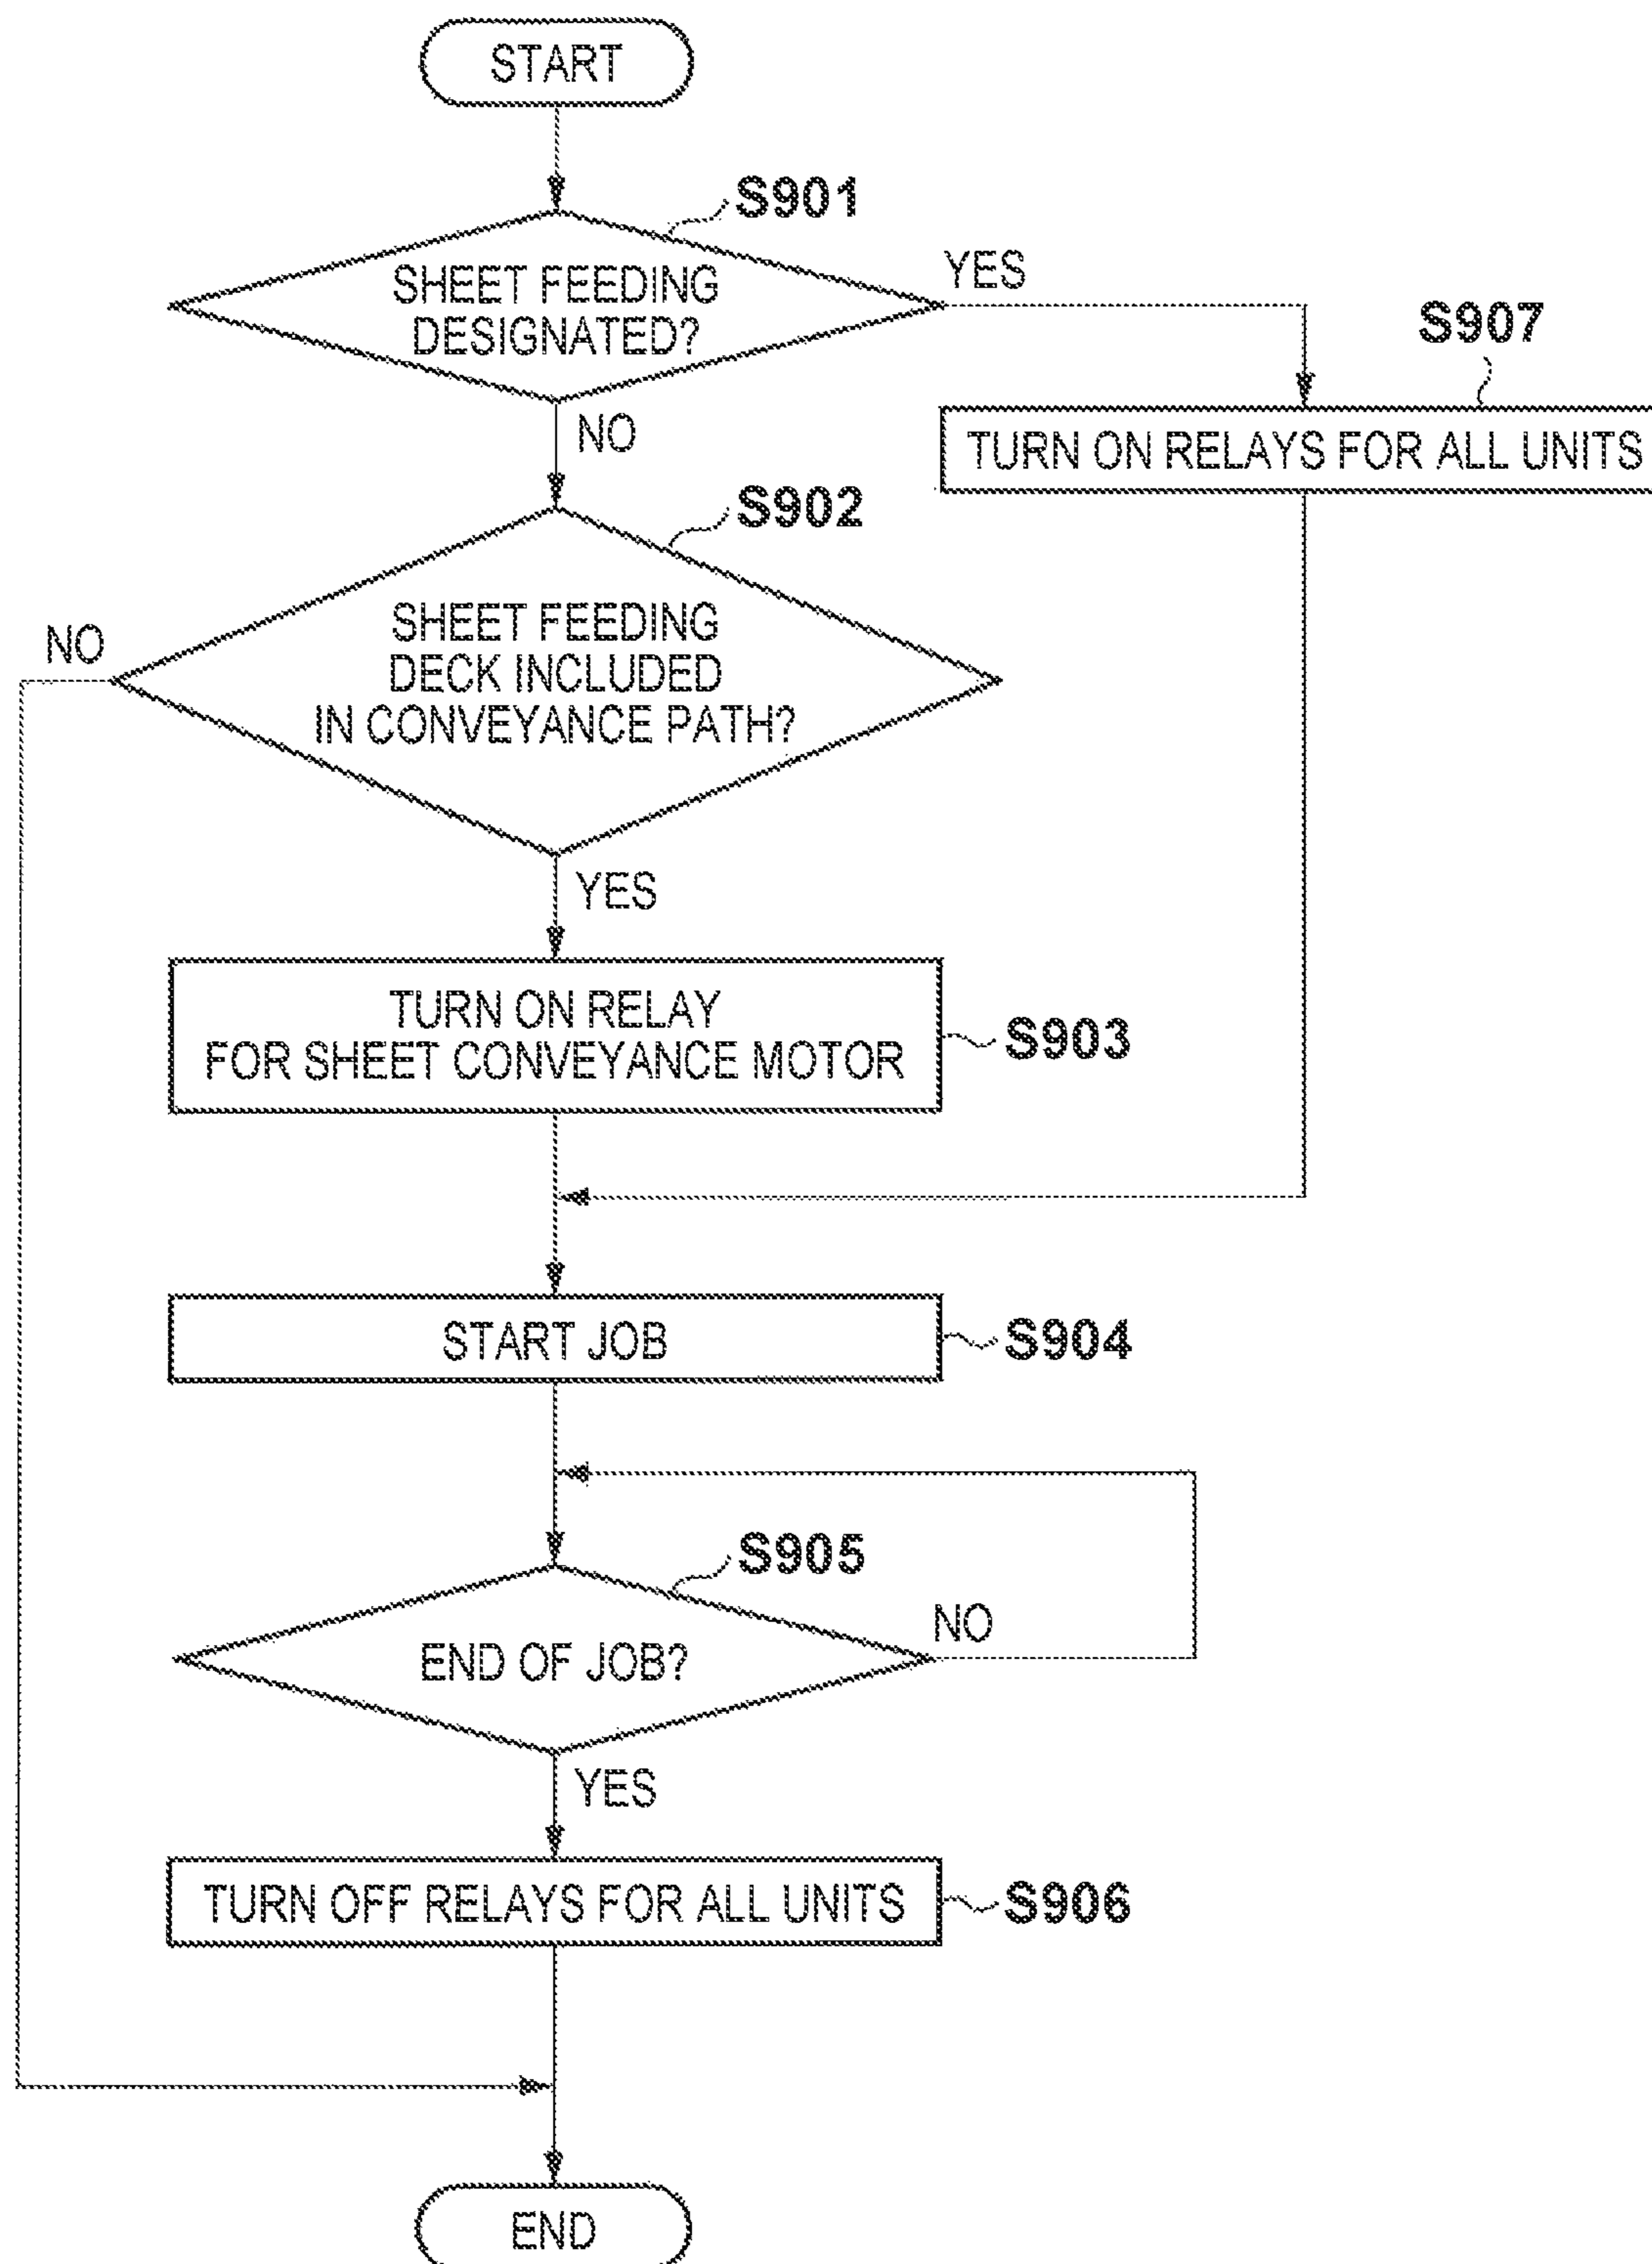 START
S901
SHEET FEEDING
DESIGNATED?
YES
S907
TURN ON RELAYS FOR ALL UNITS
NO
S902
SHEET FEEDING
DECK INCLUDED
IN CONVEYANCE PATH?
NO
YES
TURN ON RELAY
FOR SHEET CONVEYANCE MOTOR
S903
START JOB
S904
S905
END OF JOB?
NO
YES
TURN OFF RELAYS FOR ALL UNITS
S906
END